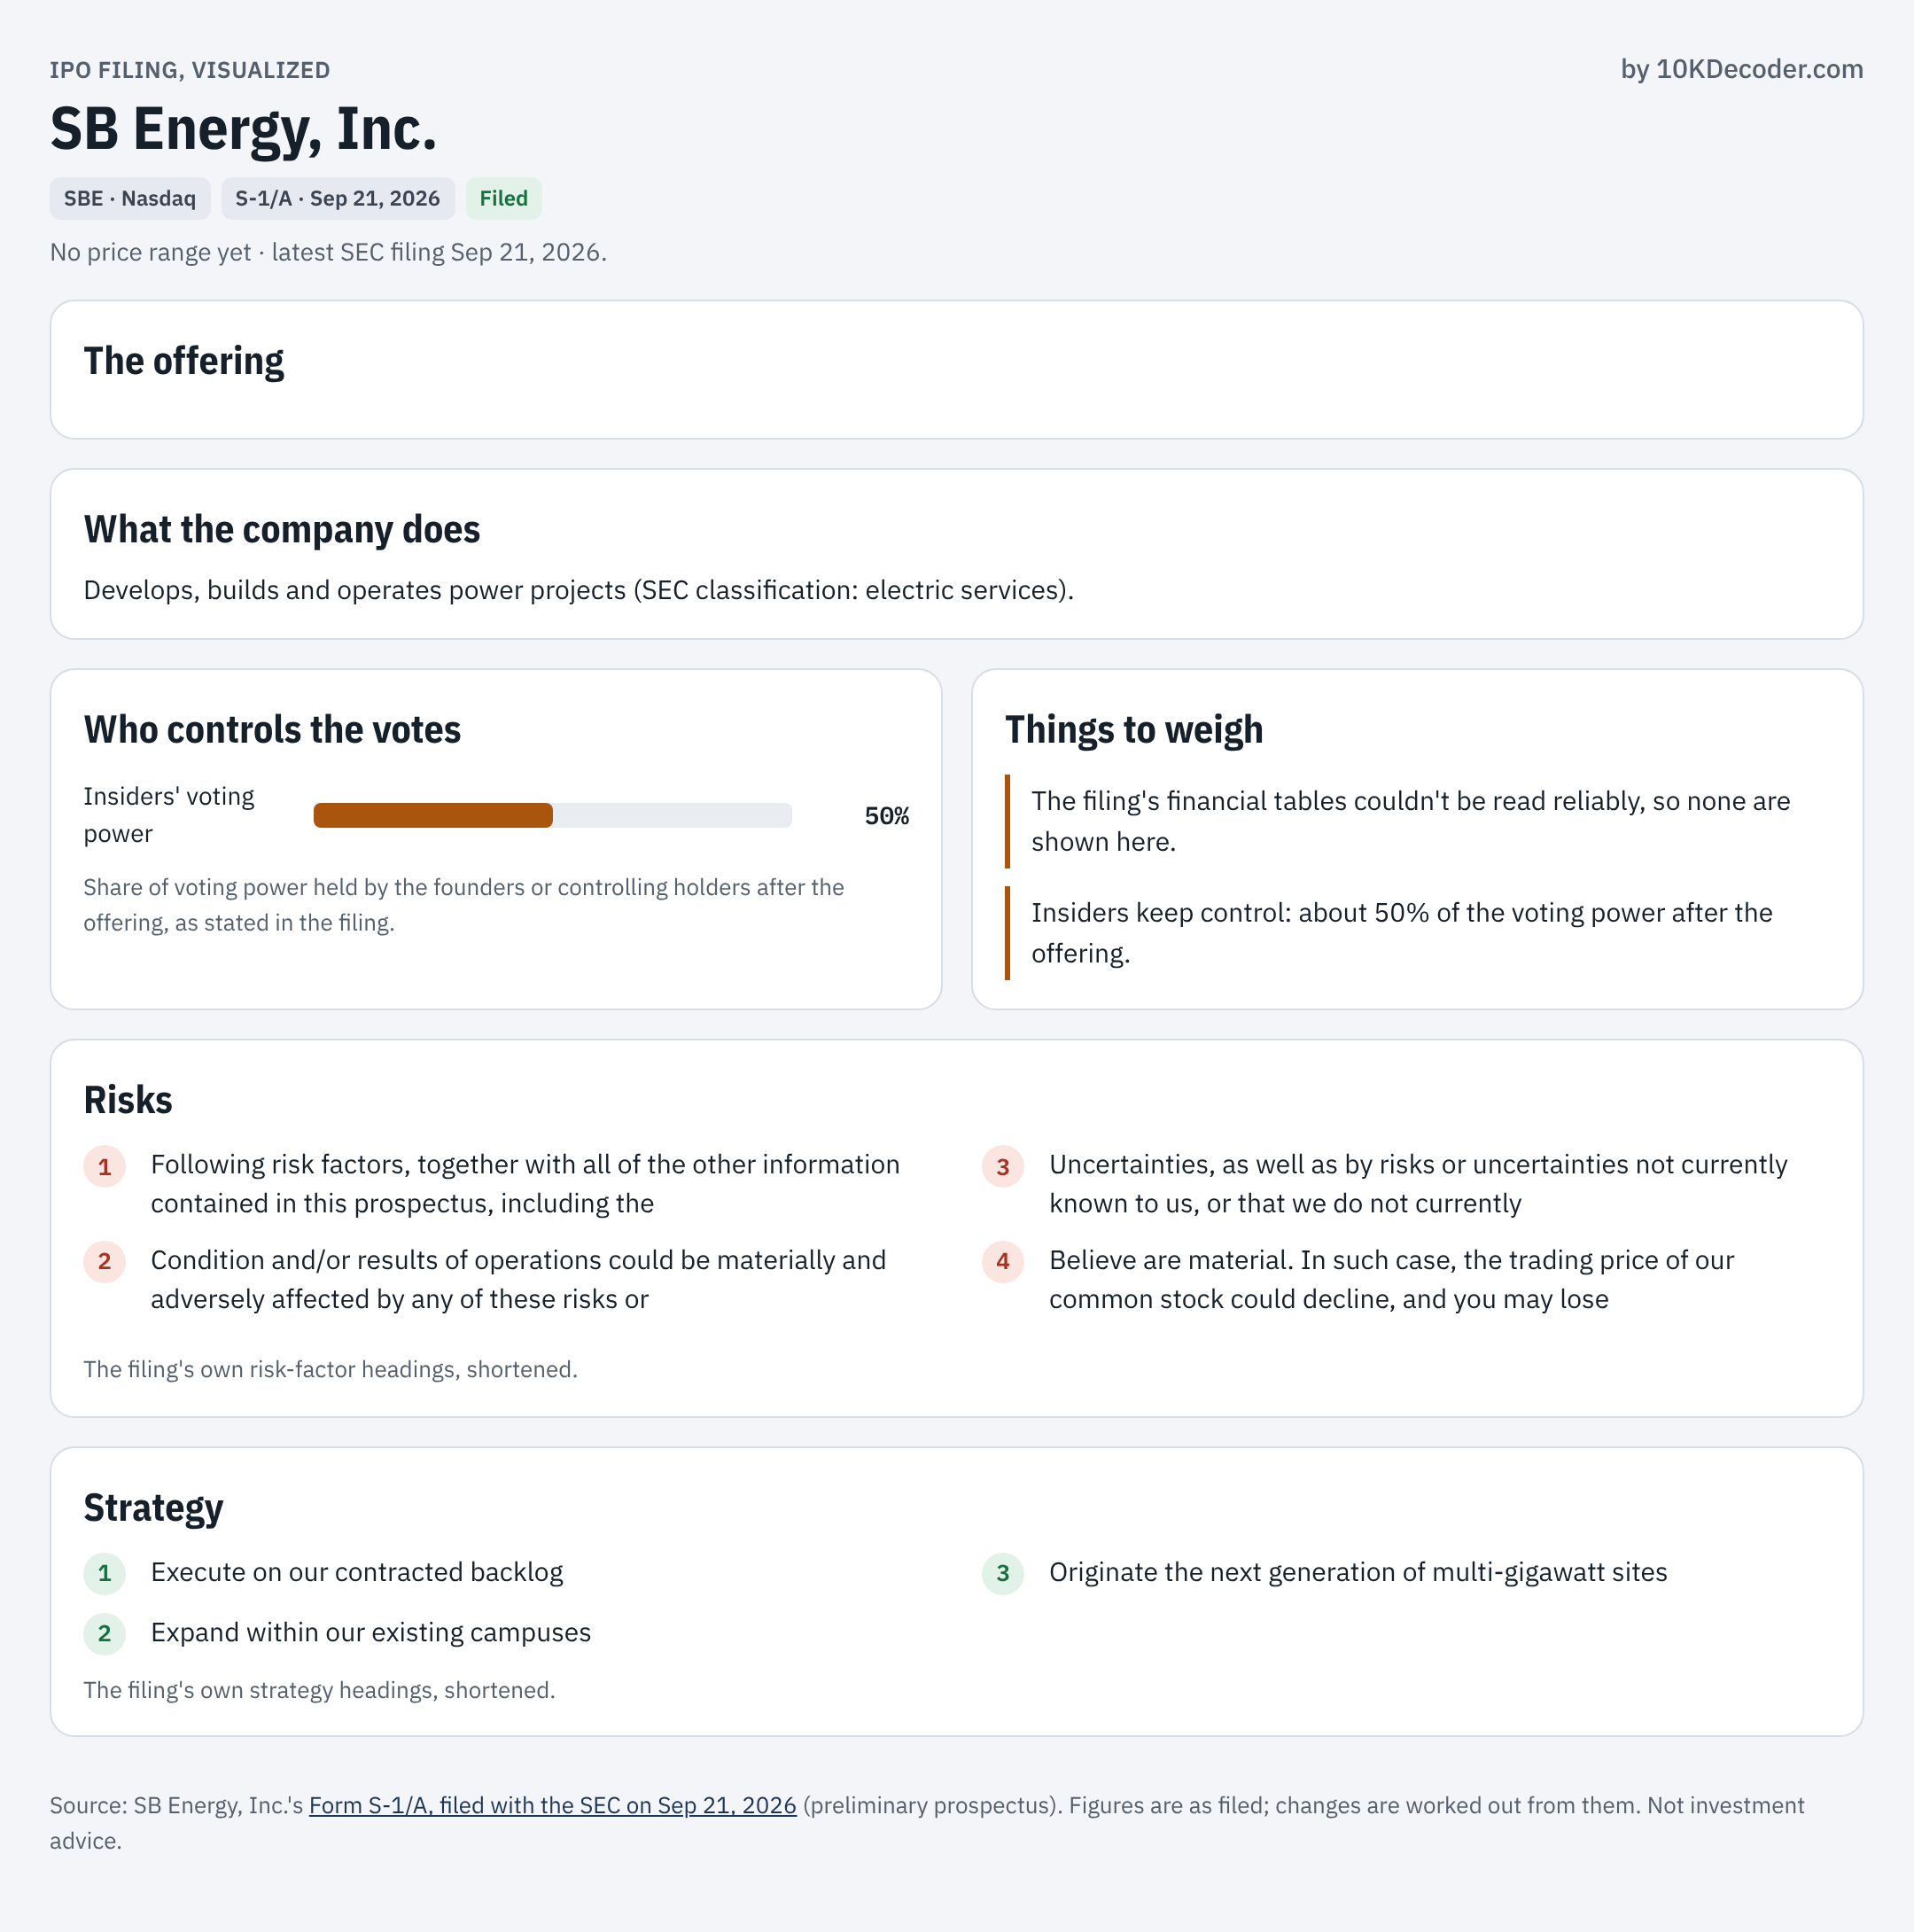 IPO FILING, VISUALIZED
by 10KDecoder.com
SB Energy, Inc.
SBE · Nasdaq
S-1/A · Sep 21, 2026
Filed
No price range yet · latest SEC filing Sep 21, 2026.
The offering
What the company does
Develops, builds and operates power projects (SEC classification: electric services).
Who controls the votes
Insiders' voting
power
50%
Share of voting power held by the founders or controlling holders after the
offering, as stated in the filing.
Things to weigh
The filing's financial tables couldn't be read reliably, so none are
shown here.
Insiders keep control: about 50% of the voting power after the
offering.
Risks
1 Following risk factors, together with all of the other information
contained in this prospectus, including the
2 Condition and/or results of operations could be materially and
adversely affected by any of these risks or
3 Uncertainties, as well as by risks or uncertainties not currently
known to us, or that we do not currently
4 Believe are material. In such case, the trading price of our
common stock could decline, and you may lose
The filing's own risk-factor headings, shortened.
Strategy
1 Execute on our contracted backlog
2 Expand within our existing campuses
3 Originate the next generation of multi-gigawatt sites
The filing's own strategy headings, shortened.
Source: SB Energy, Inc.'s Form S-1/A, filed with the SEC on Sep 21, 2026 (preliminary prospectus). Figures are as filed; changes are worked out from them. Not investment
advice.